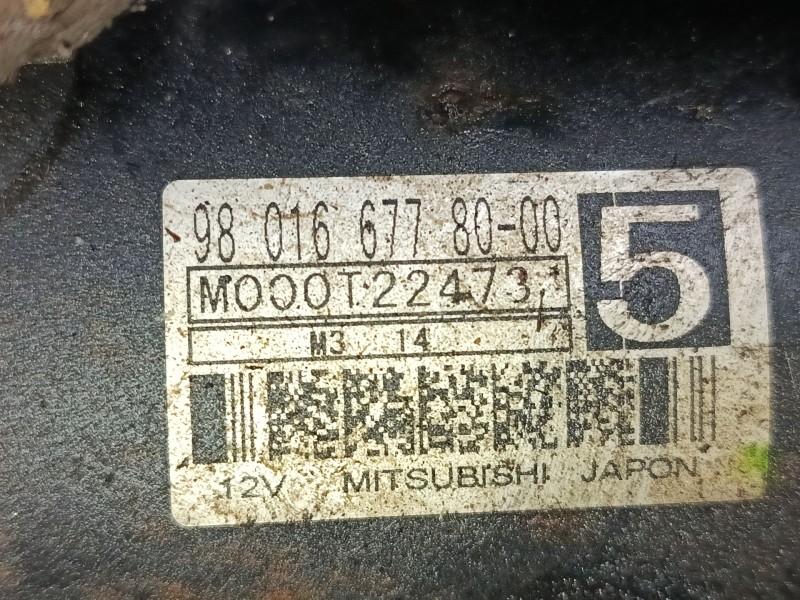 98 016 677 80-00
5
M000T22473
M3 14
12V MITSUBISHI JAPON